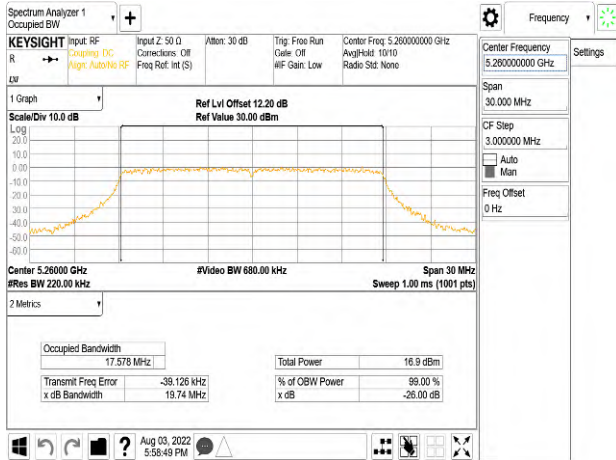 Spectrum Analyzer 1
Occupied BW
Frequency
KEYSIGHT
R
Input: RF
Coupling: DC
Align: Auto/No RF
Input Z: 50 Ω
Corrections: Off
Freq Ref: Int (S)
Atten: 30 dB
Trig: Free Run
Gate: Off
#IF Gain: Low
Center Freq: 5.260000000 GHz
Avg|Hold: 10/10
Radio Std: None
Center Frequency
5.260000000 GHz
Settings
Span
30.000 MHz
CF Step
3.000000 MHz
Auto
Man
Freq Offset
0 Hz
1 Graph
Scale/Div 10.0 dB
Ref Lvl Offset 12.20 dB
Ref Value 30.00 dBm
Log
20.0
10.0
0.00
-10.0
-20.0
-30.0
-40.0
-50.0
-60.0
Center 5.26000 GHz
#Video BW 680.00 kHz
Span 30 MHz
#Res BW 220.00 kHz
Sweep 1.00 ms (1001 pts)
2 Metrics
Occupied Bandwidth
17.578 MHz
Total Power
16.9 dBm
Transmit Freq Error
-39.126 kHz
% of OBW Power
99.00 %
x dB Bandwidth
19.74 MHz
x dB
-26.00 dB
Aug 03, 2022
5:58:49 PM